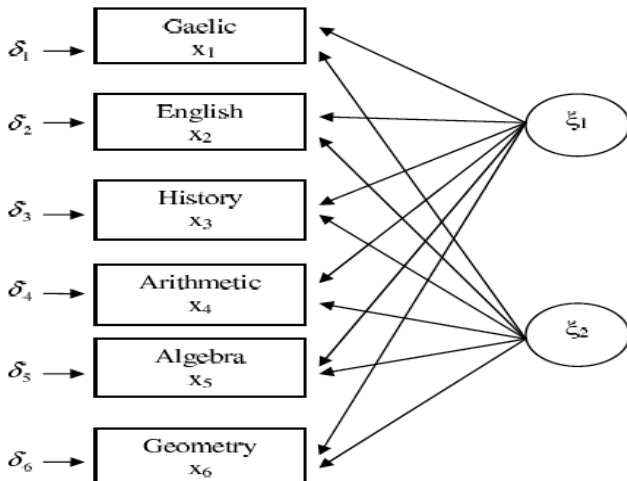 δ₁
Gaelic
x₁
ξ₁
δ₂
English
x₂
δ₃
History
x₃
δ₄
Arithmetic
x₄
ξ₂
δ₅
Algebra
x₅
δ₆
Geometry
x₆